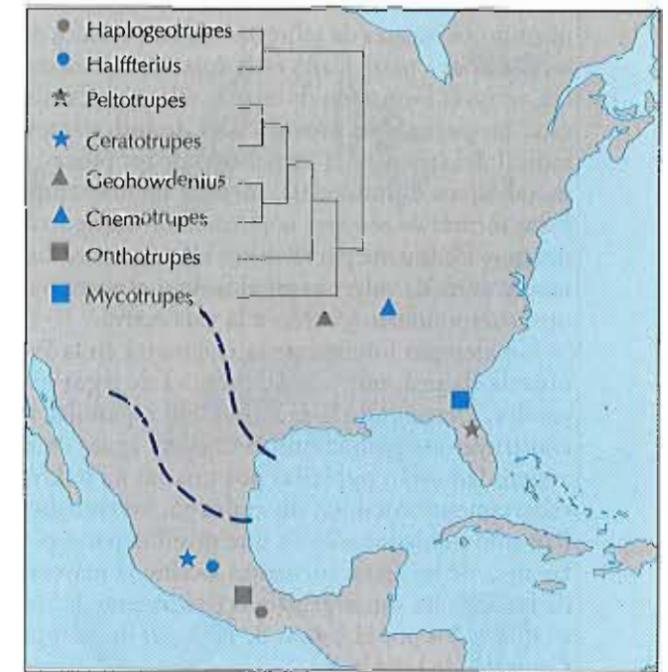 Haplogeotrupes
Halffterius
Peltotrupes
Ceratotrupes
Geohowdenius
Cnemotrupes
Onthotrupes
Mycotrupes